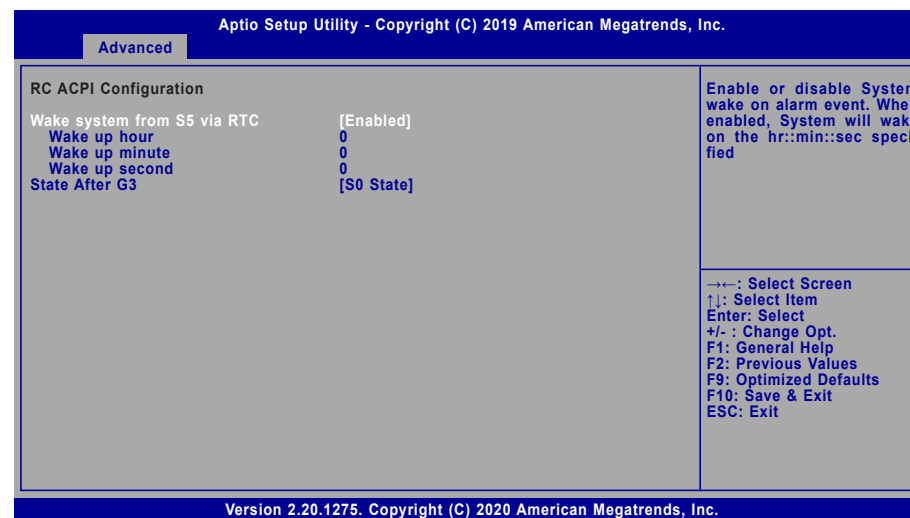 Aptio Setup Utility - Copyright (C) 2019 American Megatrends, Inc.
Advanced
RC ACPI Configuration
Wake system from S5 via RTC [Enabled]
Wake up hour 0
Wake up minute 0
Wake up second 0
State After G3 [S0 State]
Enable or disable System
wake on alarm event. Whe
enabled, System will wak
on the hr::min::sec speci
fied
→←: Select Screen
↑↓: Select Item
Enter: Select
+/- : Change Opt.
F1: General Help
F2: Previous Values
F9: Optimized Defaults
F10: Save & Exit
ESC: Exit
Version 2.20.1275. Copyright (C) 2020 American Megatrends, Inc.